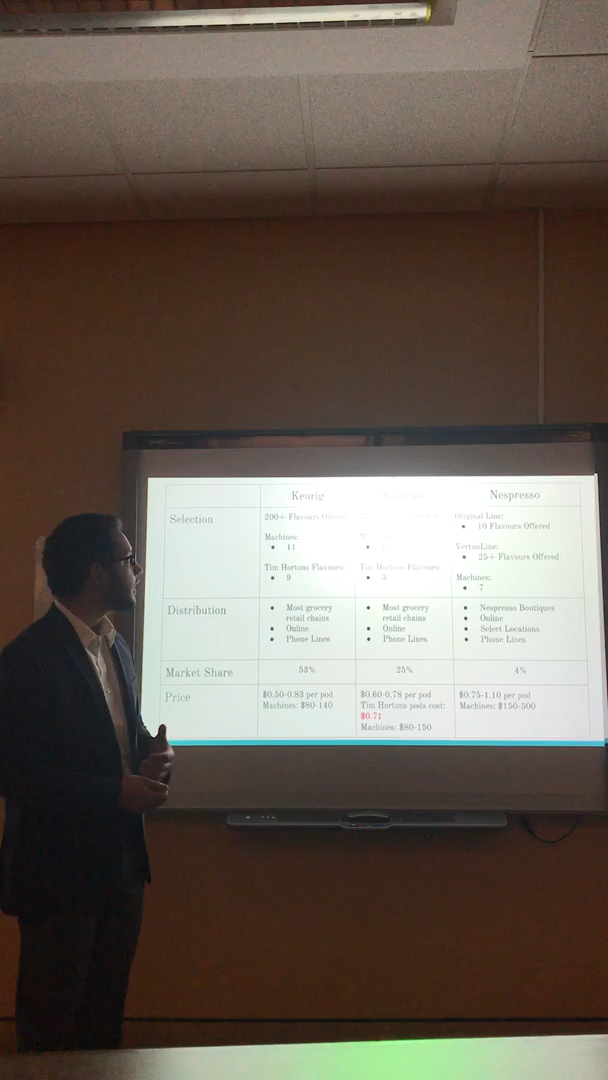 Keurig
Nespresso
Selection
200+ Flavours Offered
Machines:
11
Tim Hortons Flavours:
9
Tim Hortons Flavours:
3
Original Line:
10 Flavours Offered
VertuoLine:
25+ Flavours Offered
Machines:
7
Distribution
Most grocery
retail chains
Online
Phone Lines
Most grocery
retail chains
Online
Phone Lines
Nespresso Boutiques
Online
Select Locations
Phone Lines
Market Share
53%
25%
4%
Price
$0.50-0.83 per pod
Machines: $80-140
$0.60-0.78 per pod
Tim Hortons pods cost:
$0.71
Machines: $80-150
$0.75-1.10 per pod
Machines: $150-500